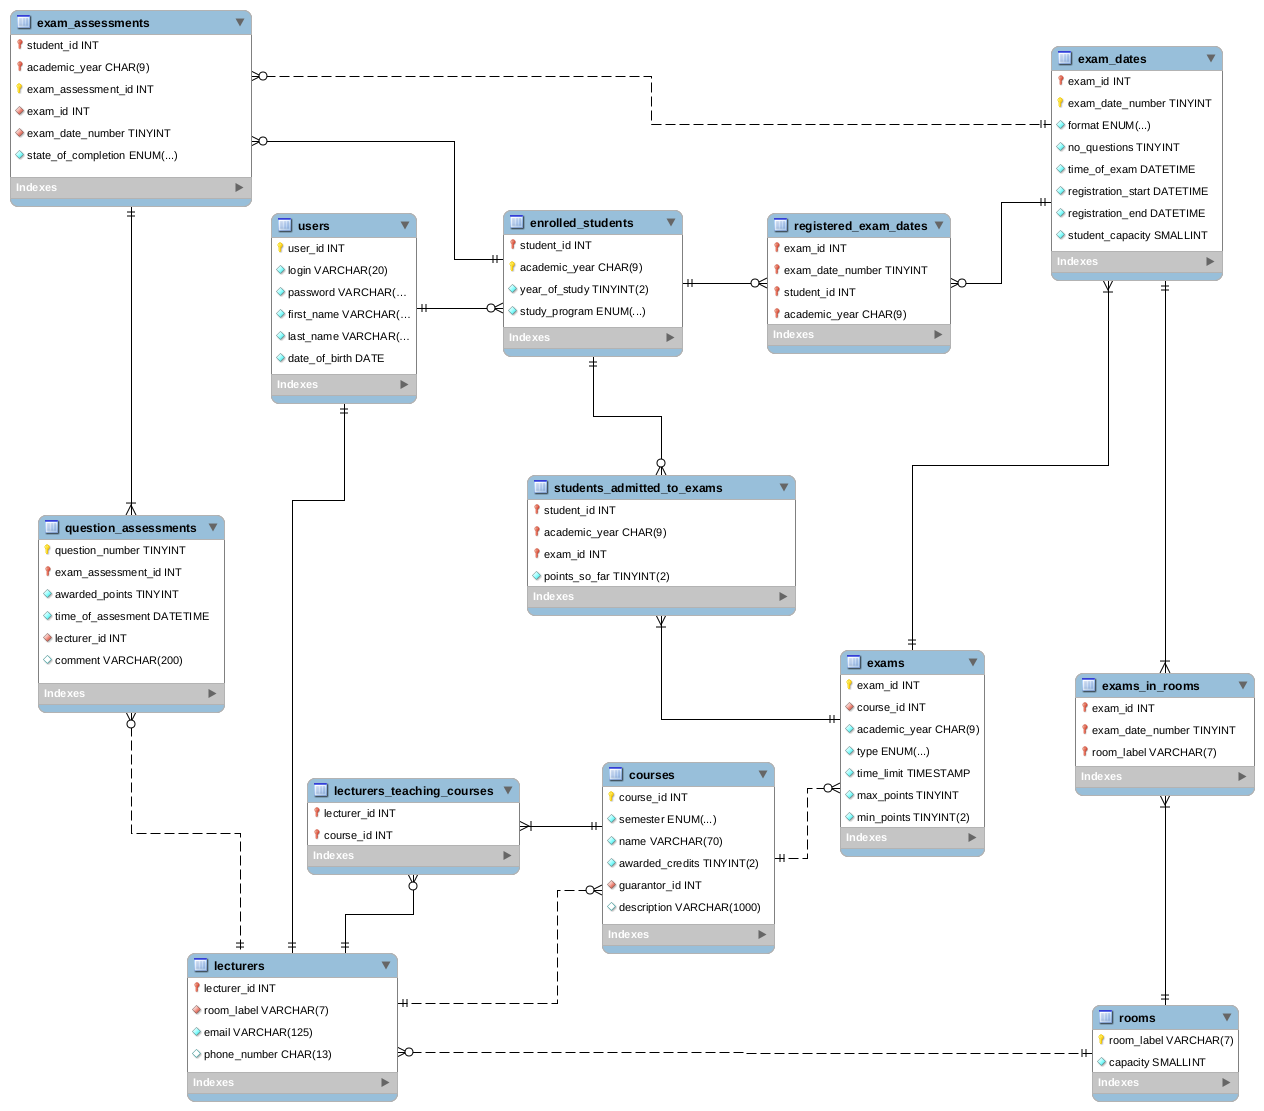 exam_assessments
student_id INT
academic_year CHAR(9)
exam_assessment_id INT
exam_id INT
exam_date_number TINYINT
state_of_completion ENUM(...)
Indexes
exam_dates
exam_id INT
exam_date_number TINYINT
format ENUM(...)
no_questions TINYINT
time_of_exam DATETIME
registration_start DATETIME
registration_end DATETIME
student_capacity SMALLINT
Indexes
users
user_id INT
login VARCHAR(20)
password VARCHAR(...
first_name VARCHAR(...
last_name VARCHAR(...
date_of_birth DATE
Indexes
enrolled_students
student_id INT
academic_year CHAR(9)
year_of_study TINYINT(2)
study_program ENUM(...)
Indexes
registered_exam_dates
exam_id INT
exam_date_number TINYINT
student_id INT
academic_year CHAR(9)
Indexes
students_admitted_to_exams
student_id INT
academic_year CHAR(9)
exam_id INT
points_so_far TINYINT(2)
Indexes
question_assessments
question_number TINYINT
exam_assessment_id INT
awarded_points TINYINT
time_of_assesment DATETIME
lecturer_id INT
comment VARCHAR(200)
Indexes
exams
exam_id INT
course_id INT
academic_year CHAR(9)
type ENUM(...)
time_limit TIMESTAMP
max_points TINYINT
min_points TINYINT(2)
Indexes
exams_in_rooms
exam_id INT
exam_date_number TINYINT
room_label VARCHAR(7)
Indexes
lecturers_teaching_courses
lecturer_id INT
course_id INT
Indexes
courses
course_id INT
semester ENUM(...)
name VARCHAR(70)
awarded_credits TINYINT(2)
guarantor_id INT
description VARCHAR(1000)
Indexes
lecturers
lecturer_id INT
room_label VARCHAR(7)
email VARCHAR(125)
phone_number CHAR(13)
Indexes
rooms
room_label VARCHAR(7)
capacity SMALLINT
Indexes